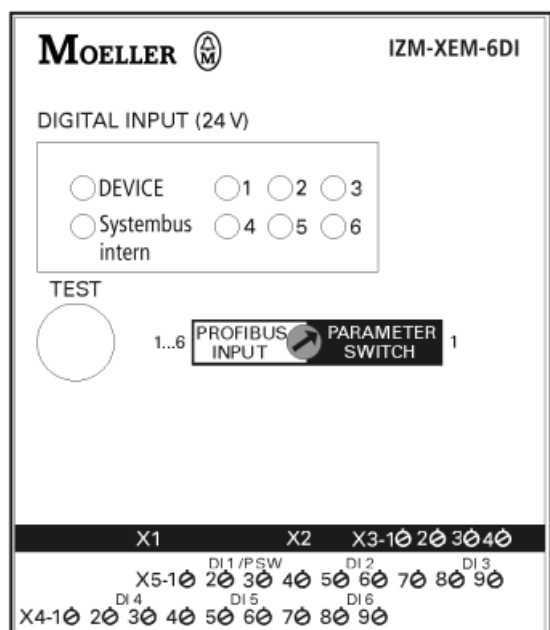 MOELLER IZM-XEM-6DI
DIGITAL INPUT (24 V)
DEVICE 1 2 3
Systembus 4 5 6
intern
TEST
1...6 PROFIBUS INPUT PARAMETER SWITCH 1
X1 X2 X3-1 2 3 4
DI 1/PSW DI 2 DI 3
X5-1 2 3 4 5 6 7 8 9
DI 4 DI 5 DI 6
X4-1 2 3 4 5 6 7 8 9